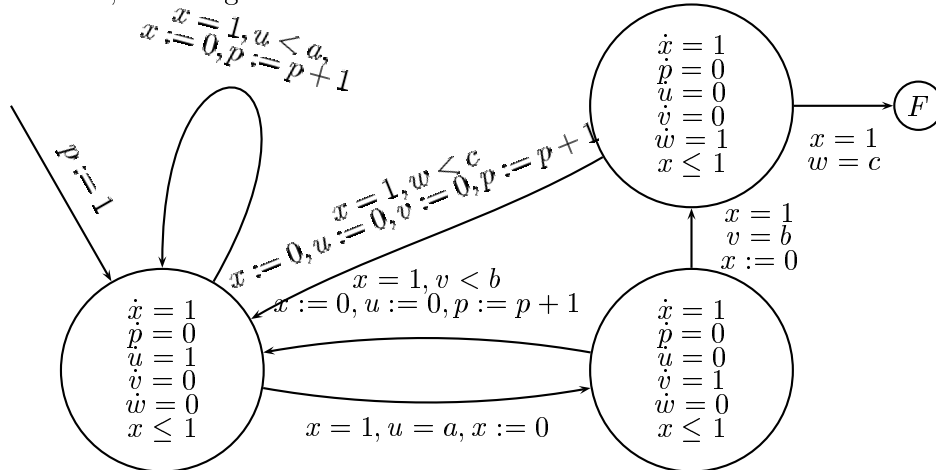 x = 1, u < a,
x := 0, p := p + 1
p := 1
ẋ = 1
ṗ = 0
u̇ = 0
v̇ = 0
ẇ = 1
x ≤ 1
F
x = 1
w = c
x = 1, w < c
x := 0, u := 0, v := 0, p := p + 1
x = 1
v = b
x := 0
x = 1, v < b
x := 0, u := 0, p := p + 1
ẋ = 1
ṗ = 0
u̇ = 1
v̇ = 0
ẇ = 0
x ≤ 1
x = 1, u = a, x := 0
ẋ = 1
ṗ = 0
u̇ = 0
v̇ = 1
ẇ = 0
x ≤ 1